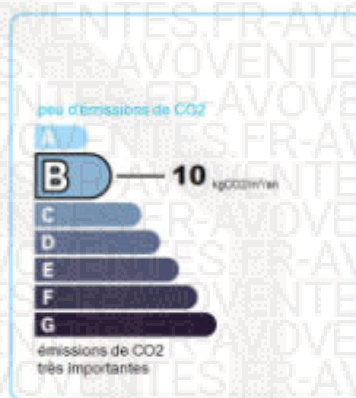 peu d'émissions de CO2
A
B 10 kgCO2/m²/an
C
D
E
F
G
émissions de CO2
très importantes